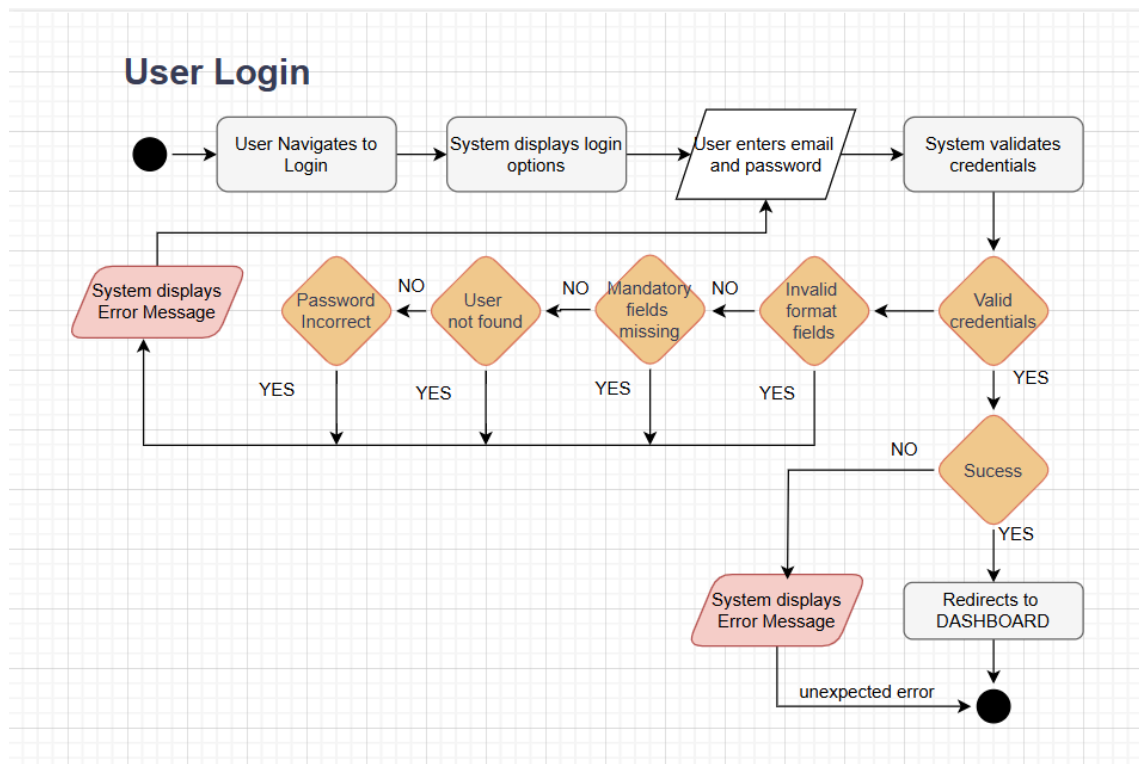 User Login
User Navigates to
Login
System displays login
options
User enters email
and password
System validates
credentials
System displays
Error Message
Password
Incorrect
NO
User
not found
NO
Mandatory
fields
missing
NO
Invalid
format
fields
Valid
credentials
YES
YES
YES
YES
YES
NO
Sucess
YES
System displays
Error Message
Redirects to
DASHBOARD
unexpected error